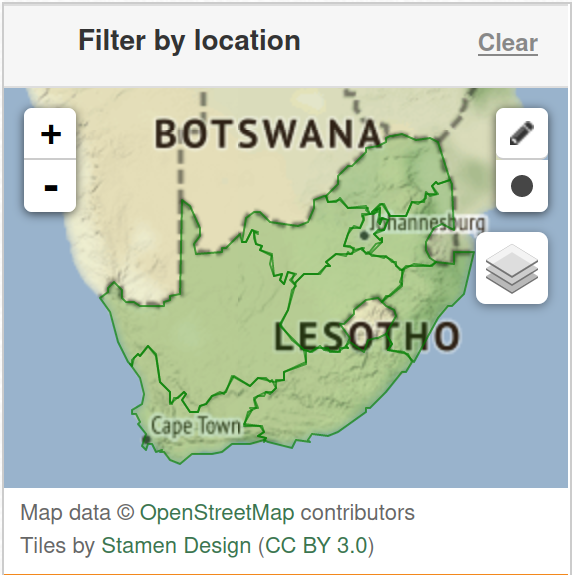 Filter by location
Clear
+
-
BOTSWANA
Johannesburg
LESOTHO
Cape Town
Map data © OpenStreetMap contributors
Tiles by Stamen Design (CC BY 3.0)